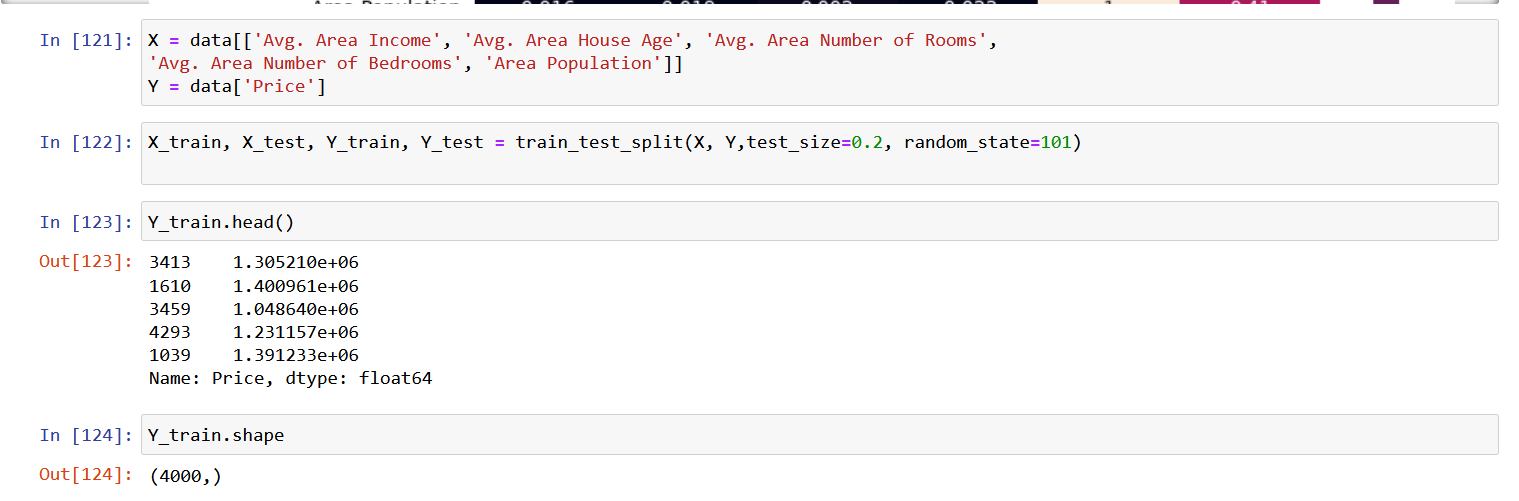 In [121]: X = data[['Avg. Area Income', 'Avg. Area House Age', 'Avg. Area Number of Rooms',
'Avg. Area Number of Bedrooms', 'Area Population']]
Y = data['Price']
In [122]: X_train, X_test, Y_train, Y_test = train_test_split(X, Y,test_size=0.2, random_state=101)
In [123]: Y_train.head()
Out[123]: 3413    1.305210e+06
1610    1.400961e+06
3459    1.048640e+06
4293    1.231157e+06
1039    1.391233e+06
Name: Price, dtype: float64
In [124]: Y_train.shape
Out[124]: (4000,)